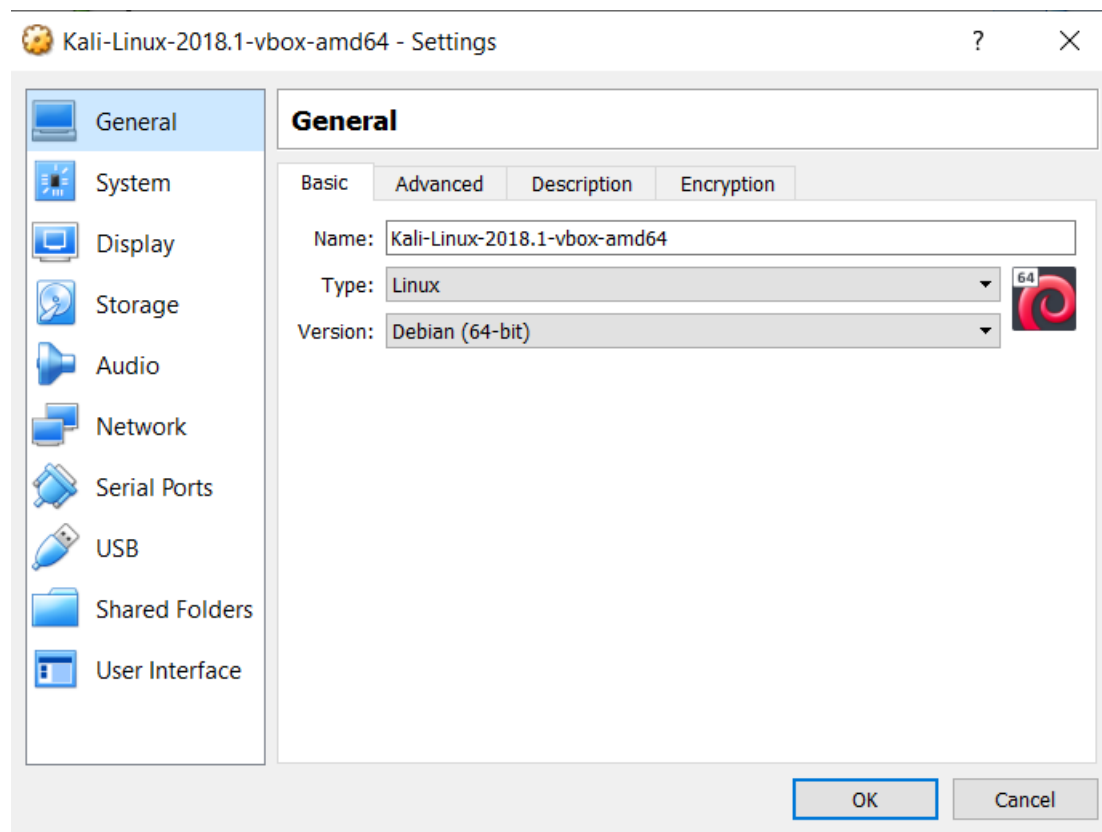 Kali-Linux-2018.1-vbox-amd64 - Settings
?
General
System
Display
Storage
Audio
Network
Serial Ports
USB
Shared Folders
User Interface
General
Basic Advanced Description Encryption
Name: Kali-Linux-2018.1-vbox-amd64
Type: Linux
64
Version: Debian (64-bit)
OK Cancel